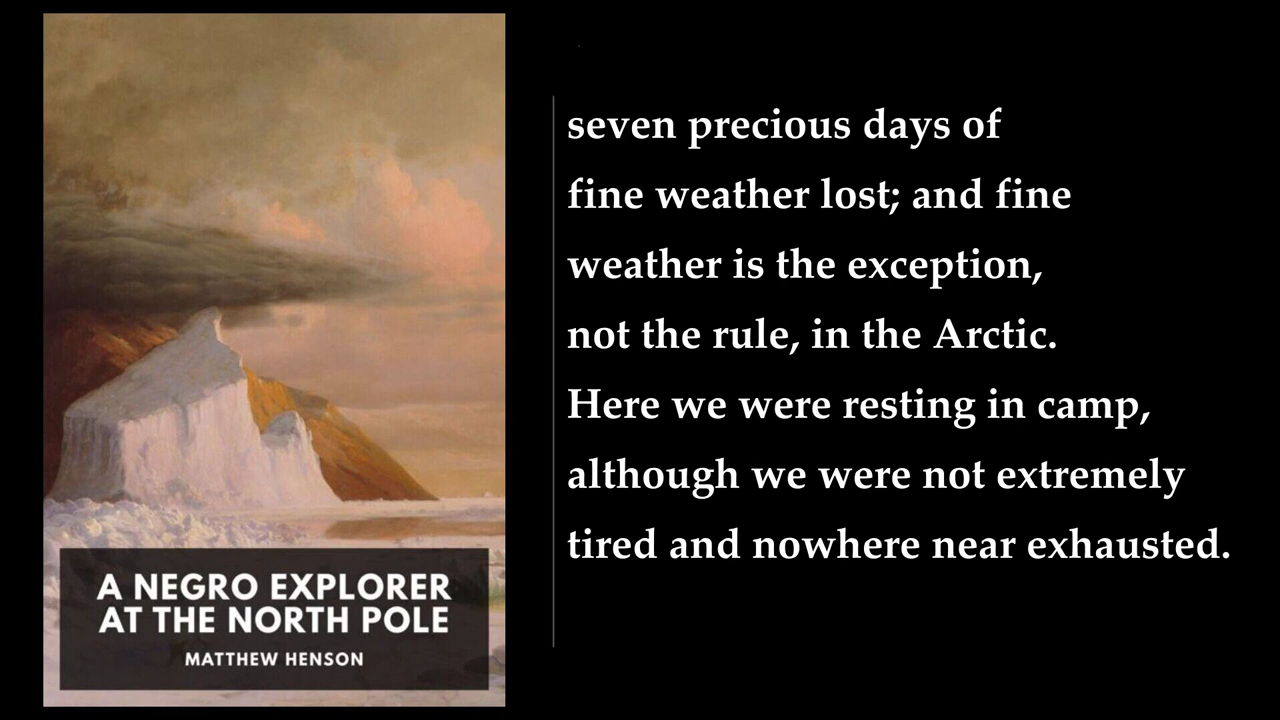 A NEGRO EXPLORER
AT THE NORTH POLE
MATTHEW HENSON
seven precious days of
fine weather lost; and fine
weather is the exception,
not the rule, in the Arctic.
Here we were resting in camp,
although we were not extremely
tired and nowhere near exhausted.